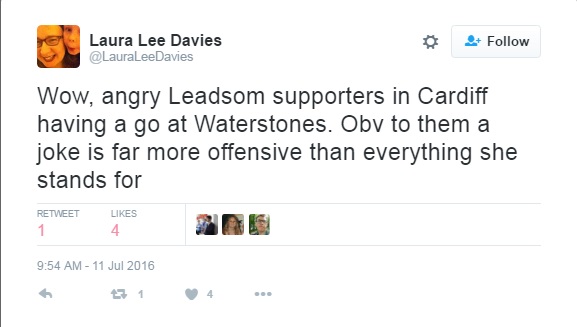 Laura Lee Davies
@LauraLeeDavies
Follow
Wow, angry Leadsom supporters in Cardiff
having a go at Waterstones. Obv to them a
joke is far more offensive than everything she
stands for
RETWEET LIKES
1 4
9:54 AM - 11 Jul 2016
1 4